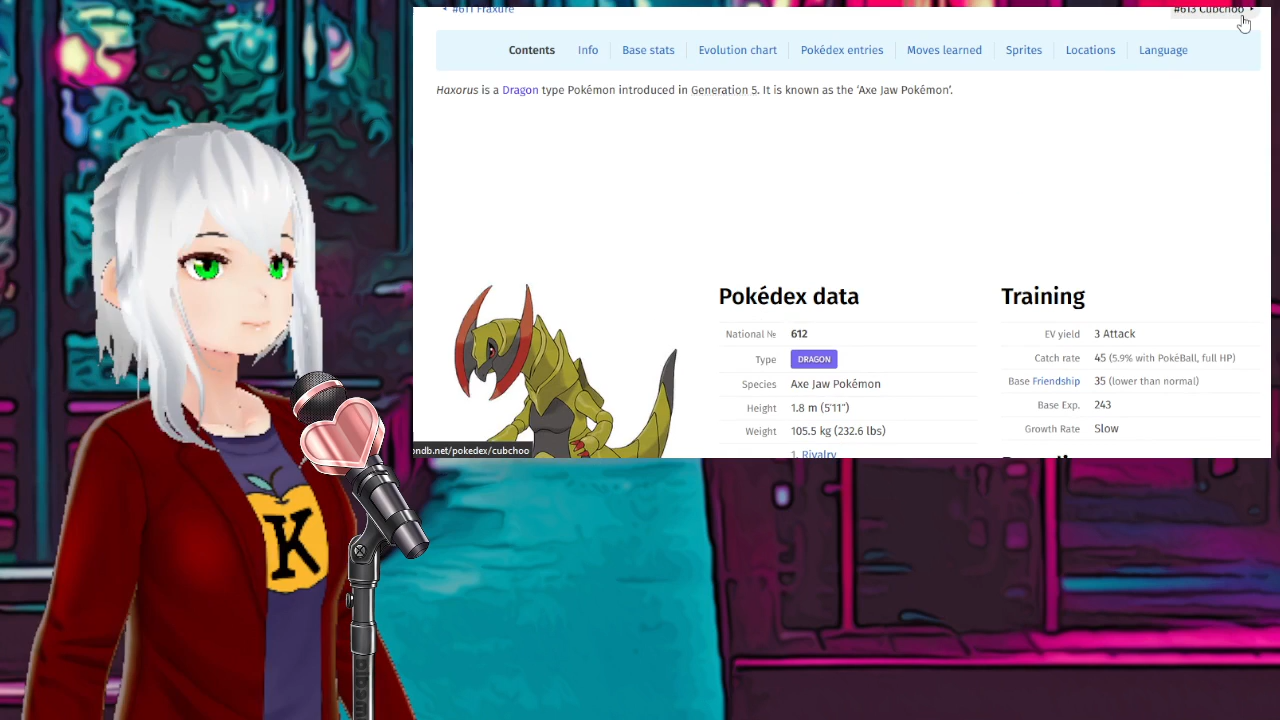 #611 Fraxure
#613 Cubchoo
Contents Info Base stats Evolution chart Pokédex entries Moves learned Sprites Locations Language
Haxorus is a Dragon type Pokémon introduced in Generation 5. It is known as the ‘Axe Jaw Pokémon’.
Pokédex data
National № 612
Type DRAGON
Species Axe Jaw Pokémon
Height 1.8 m (5′11″)
Weight 105.5 kg (232.6 lbs)
1. Rivalry
Training
EV yield 3 Attack
Catch rate 45 (5.9% with PokéBall, full HP)
Base Friendship 35 (lower than normal)
Base Exp. 243
Growth Rate Slow
ondb.net/pokedex/cubchoo
K